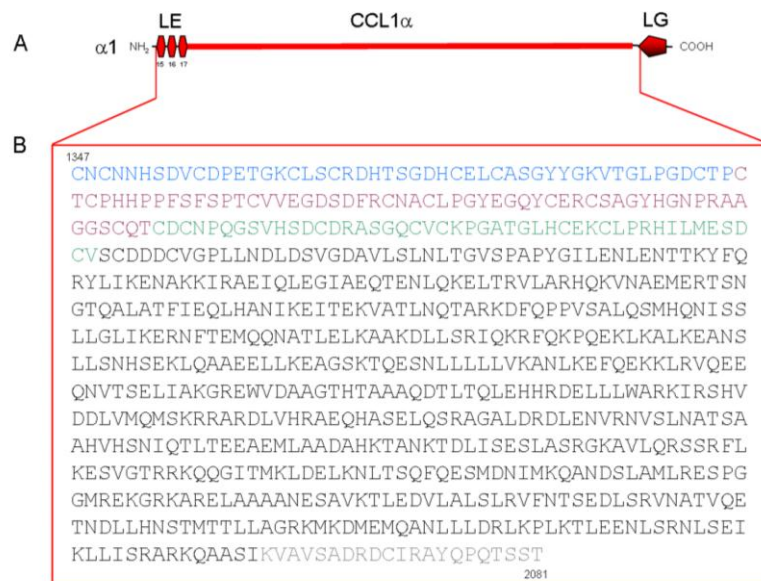 LE CCL1α LG
A α1 NH2 COOH
15 16 17
B
1347
CNCNNHSDVCDPETGKCLSCRDHTSGDHCELCASGYYGKVTGLPGDCTPC
TCPHHPPFSFSPTCVVEGDSDFRCNACLPGYEGQYCERCSAGYHGNPRAA
GGSCQTCDCNPQGSVHSDCDRASGQCVCKPGATGLHCEKCLPRHILMESD
CVSCDDDCVGPLLNDLDSVGDAVLSLNLTGVSPAPYGILENLENTTKYFQ
RYLIKENAKKIRAEIQLEGIAEQTENLQKELTRVLARHQKVNAEMERTSN
GTQALATFIEQLHANIKEITEKVATLNQTARKDFQPPVSALQSMHQNISS
LLGLIKERNFTEMQQNATLELKAAKDLLSRIQKRFQKPQEKLKALKEANS
LLSNHSEKLQAAEELLKEAGSKTQESNLLLLLVKANLKEFQEKKLRVQEE
QNVTSELIAKGREWVDAAGTHTAAAQDTLTQLEHHRDELLLWARKIRSHV
DDLVMQMSKRRARDLVHRAEQHASELQSRAGALDRDLENVRNVSLNATSA
AHVHSNIQTLTEEAEMLAADAHKTANKTDLISESLASRGKAVLQRSSRFL
KESVGTRRKQQGITMKLDELKNLTSQFQESMDNIMKQANDSLAMLRESPG
GMREKGRKARELAAAANESAVKTLEDVLALSLRVFNTSEDLSRVNATVQE
TNDLLHNSTMTTLLAGRKMKDMEMQANLLLDRLKPLKTLEENLSRNLSEI
KLLISRARKQAASIKVAVSADRDCIRAYQPQTSST
2081